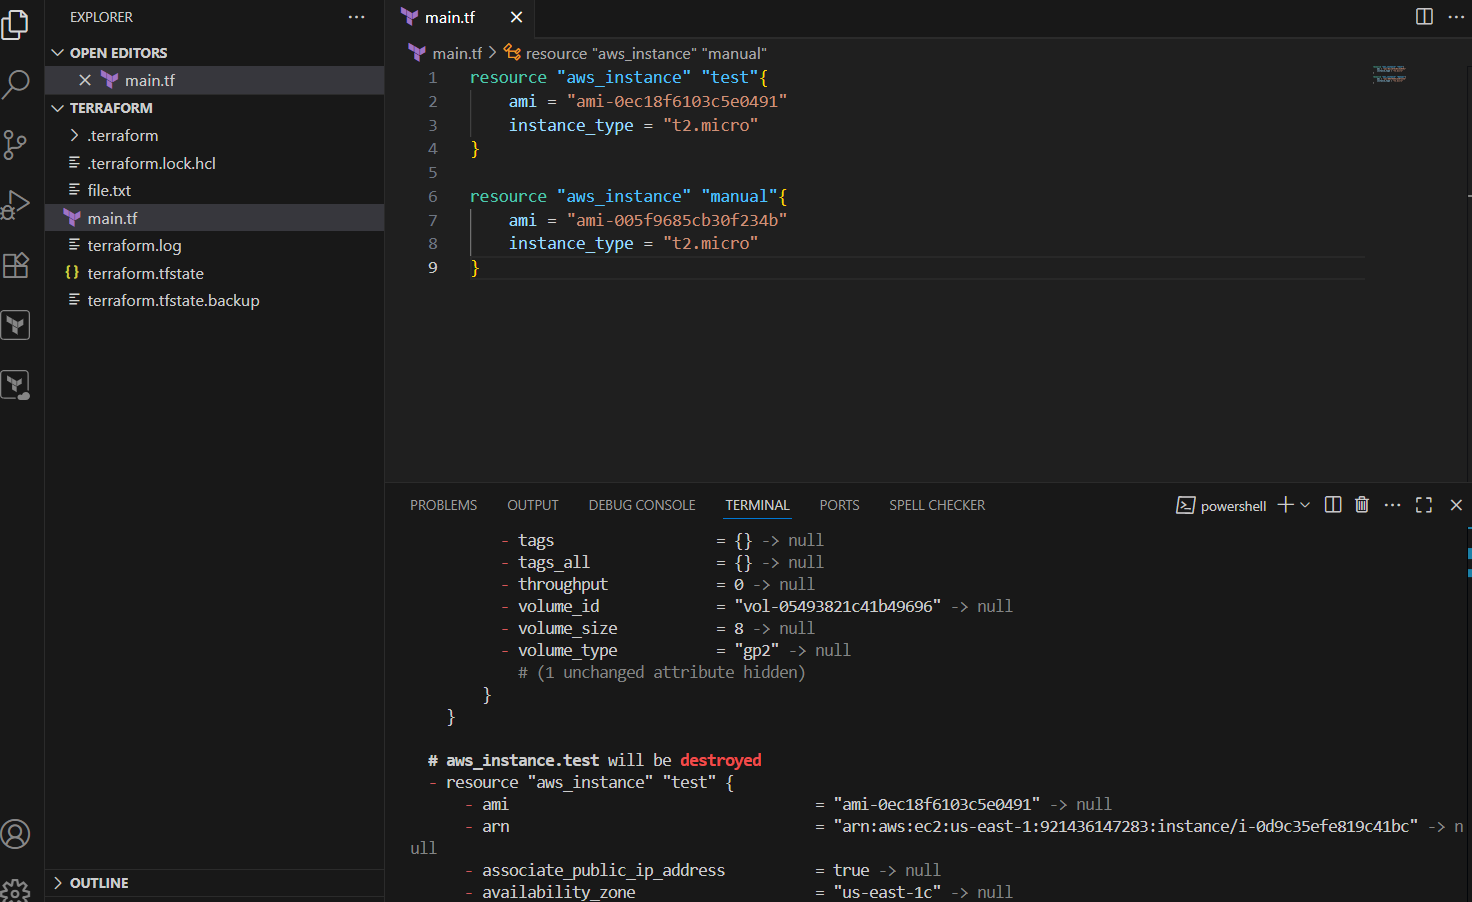 EXPLORER
OPEN EDITORS
main.tf
TERRAFORM
.terraform
.terraform.lock.hcl
file.txt
main.tf
terraform.log
terraform.tfstate
terraform.tfstate.backup
OUTLINE
main.tf
main.tf > resource "aws_instance" "manual"
1 resource "aws_instance" "test"{
2 ami = "ami-0ec18f6103c5e0491"
3 instance_type = "t2.micro"
4 }
5
6 resource "aws_instance" "manual"{
7 ami = "ami-005f9685cb30f234b"
8 instance_type = "t2.micro"
9 }
PROBLEMS OUTPUT DEBUG CONSOLE TERMINAL PORTS SPELL CHECKER powershell
- tags = {} -> null
- tags_all = {} -> null
- throughput = 0 -> null
- volume_id = "vol-05493821c41b49696" -> null
- volume_size = 8 -> null
- volume_type = "gp2" -> null
# (1 unchanged attribute hidden)
}
}
# aws_instance.test will be destroyed
- resource "aws_instance" "test" {
- ami = "ami-0ec18f6103c5e0491" -> null
- arn = "arn:aws:ec2:us-east-1:921436147283:instance/i-0d9c35efe819c41bc" -> n
ull
- associate_public_ip_address = true -> null
- availability_zone = "us-east-1c" -> null